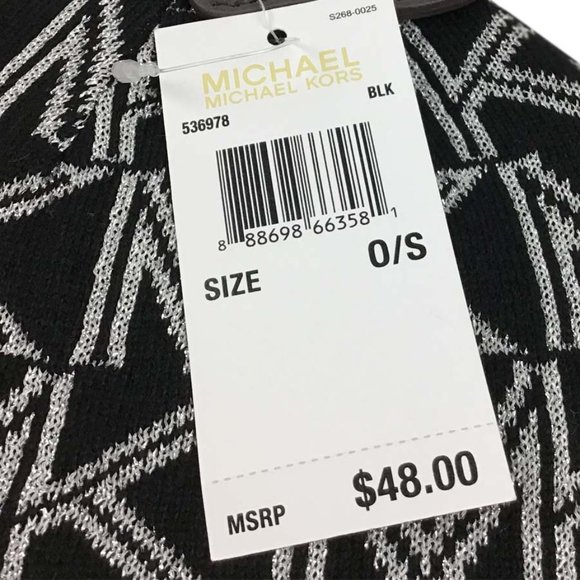 S268-0025
MICHAEL
MICHAEL KORS
536978 BLK
8 88698 66358 1
SIZE O/S
MSRP $48.00